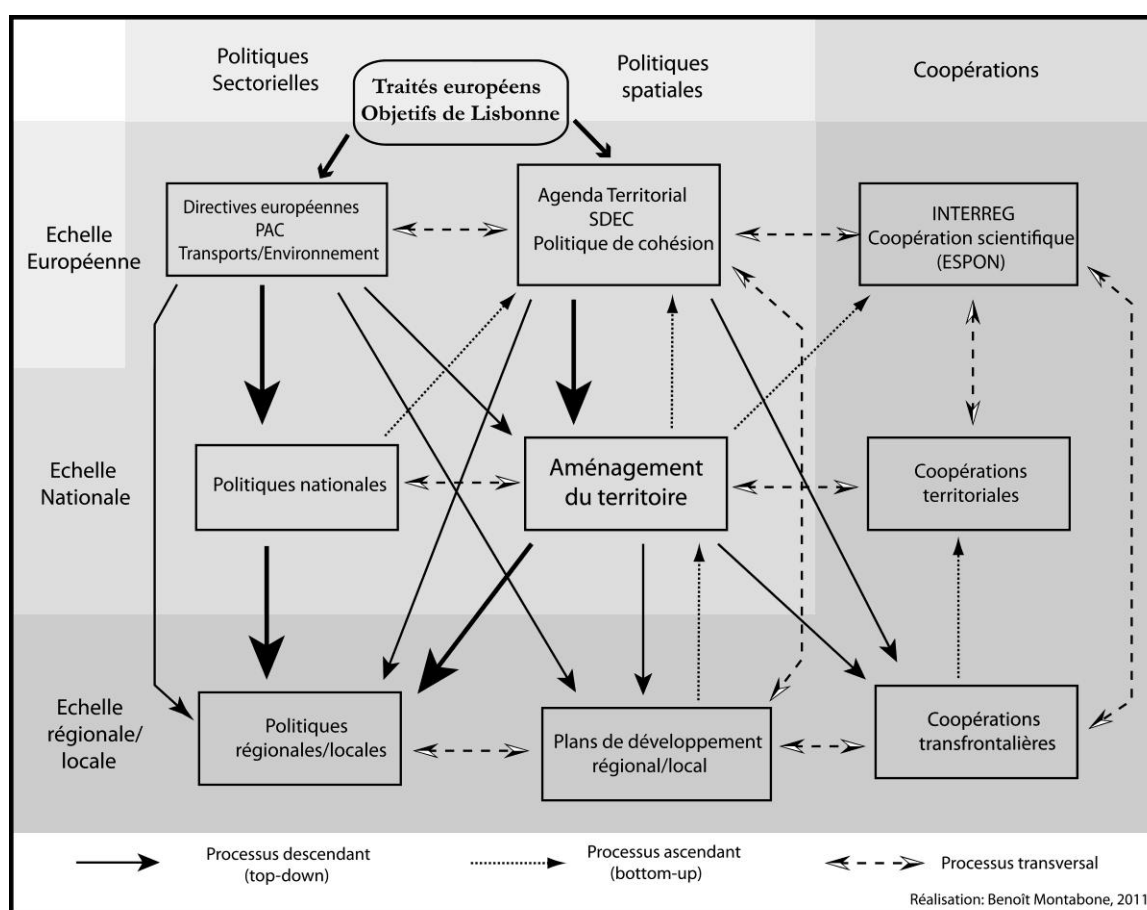 Politiques
Sectorielles
Politiques
spatiales
Coopérations
Traités européens
Objetifs de Lisbonne
Echelle
Européenne
Directives européennes
PAC
Transports/Environnement
Agenda Territorial
SDEC
Politique de cohésion
INTERREG
Coopération scientifique
(ESPON)
Echelle
Nationale
Politiques nationales
Aménagement
du territoire
Coopérations
territoriales
Echelle
régionale/
locale
Politiques
régionales/locales
Plans de développement
régional/local
Coopérations
transfrontalières
Processus descendant
(top-down)
Processus ascendant
(bottom-up)
Processus transversal
Réalisation: Benoît Montabone, 2011